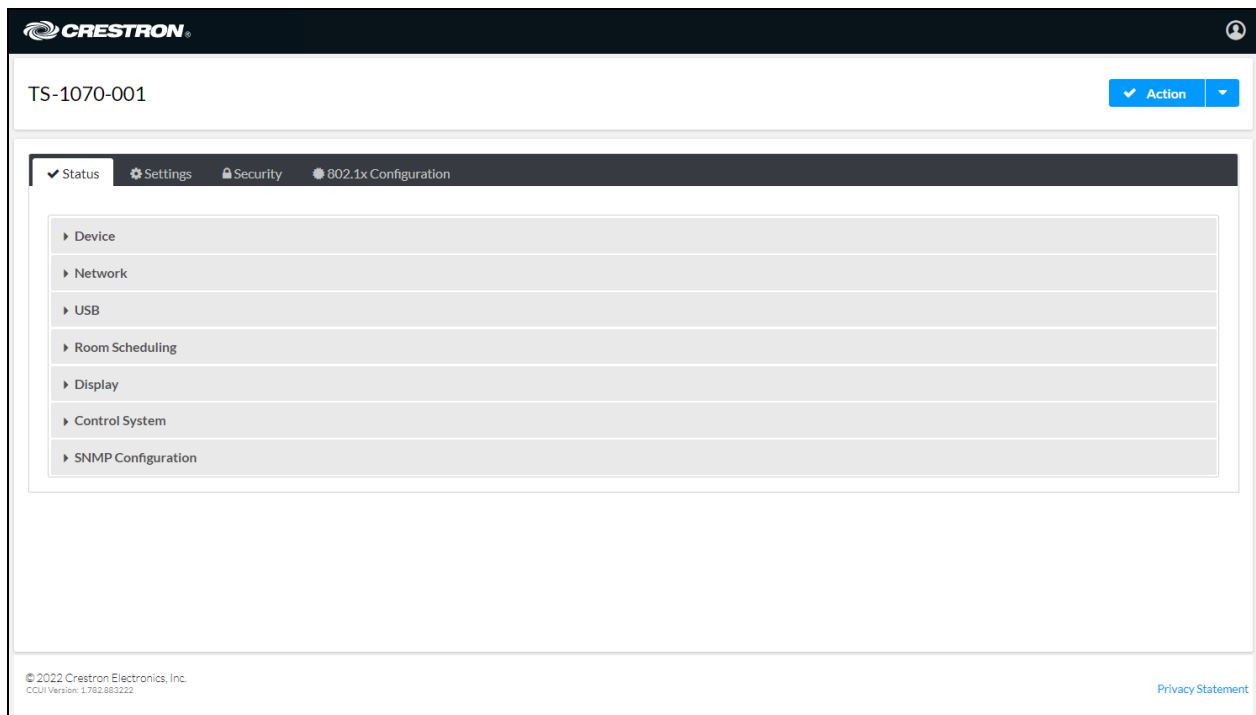 CRESTRON®
TS-1070-001
Action
Status Settings Security 802.1x Configuration
Device
Network
USB
Room Scheduling
Display
Control System
SNMP Configuration
© 2022 Crestron Electronics, Inc.
CCUI Version: 1.782.883222
Privacy Statement